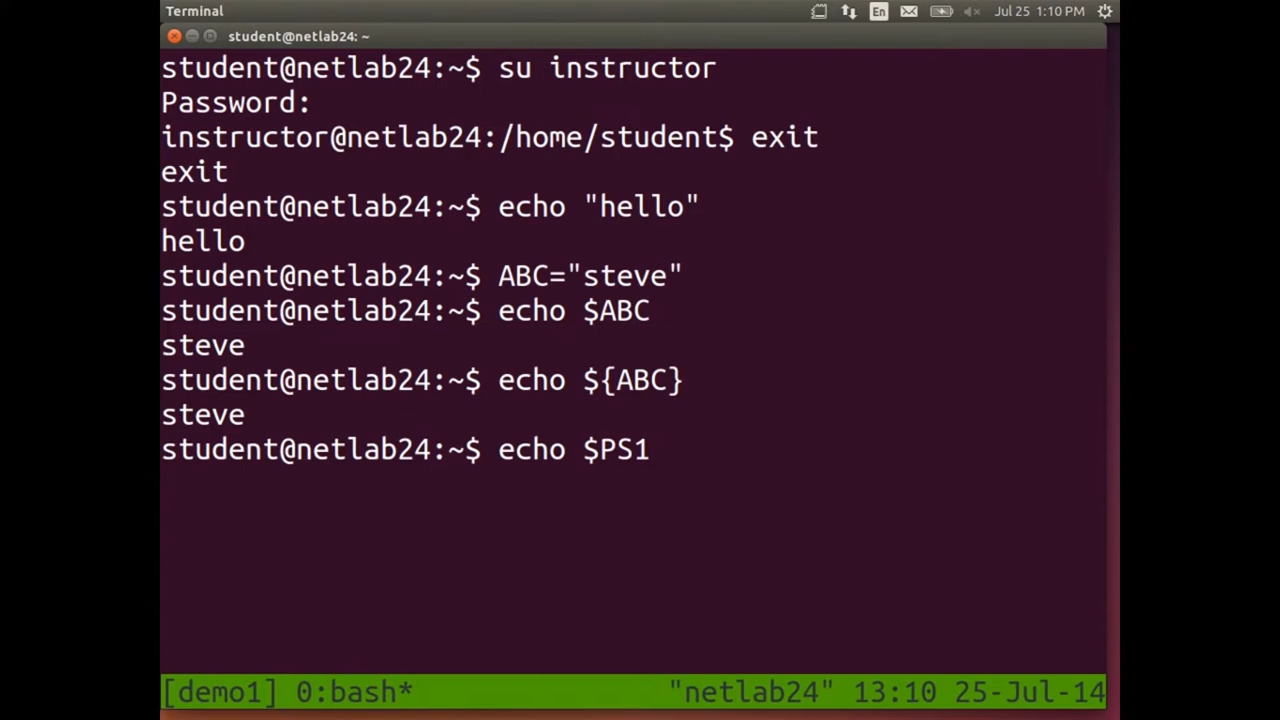 Terminal En Jul 25 1:10 PM
student@netlab24: ~
student@netlab24:~$ su instructor
Password:
instructor@netlab24:/home/student$ exit
exit
student@netlab24:~$ echo "hello"
hello
student@netlab24:~$ ABC="steve"
student@netlab24:~$ echo $ABC
steve
student@netlab24:~$ echo ${ABC}
steve
student@netlab24:~$ echo $PS1
[demo1] 0:bash* "netlab24" 13:10 25-Jul-14